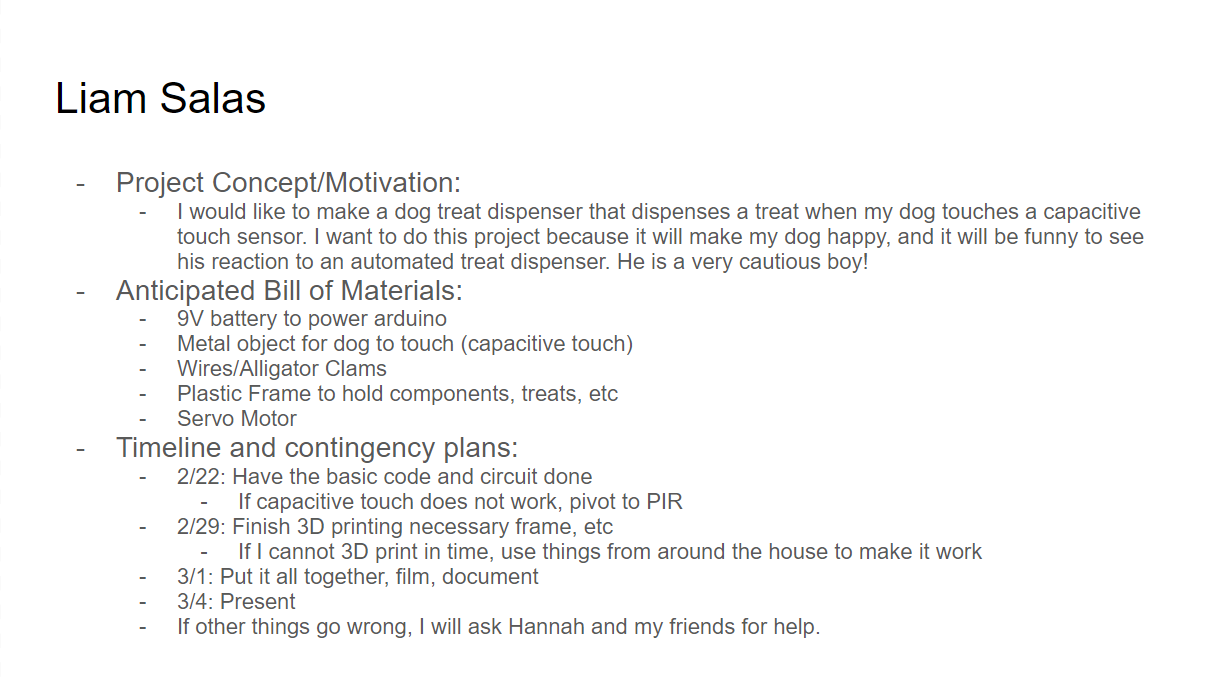 Liam Salas
- Project Concept/Motivation:
- I would like to make a dog treat dispenser that dispenses a treat when my dog touches a capacitive
touch sensor. I want to do this project because it will make my dog happy, and it will be funny to see
his reaction to an automated treat dispenser. He is a very cautious boy!
- Anticipated Bill of Materials:
- 9V battery to power arduino
- Metal object for dog to touch (capacitive touch)
- Wires/Alligator Clams
- Plastic Frame to hold components, treats, etc
- Servo Motor
- Timeline and contingency plans:
- 2/22: Have the basic code and circuit done
- If capacitive touch does not work, pivot to PIR
- 2/29: Finish 3D printing necessary frame, etc
- If I cannot 3D print in time, use things from around the house to make it work
- 3/1: Put it all together, film, document
- 3/4: Present
- If other things go wrong, I will ask Hannah and my friends for help.